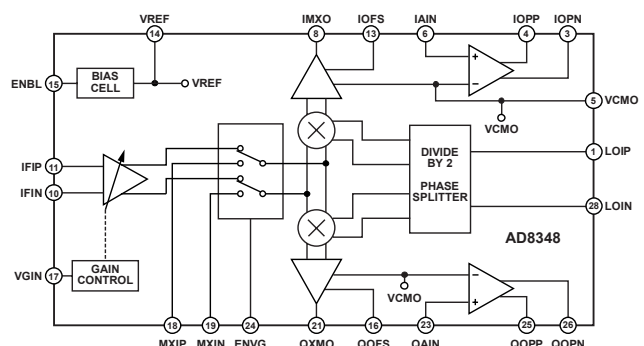 VREF IMXO IOFS IAIN IOPP IOPN
14 8 13 6 4 3
ENBL 15 BIAS CELL VREF + −
5 VCMO
VCMO
DIVIDE BY 2 1 LOIP
IFIP 11
IFIN 10
PHASE SPLITTER
28 LOIN
AD8348
VGIN 17 GAIN CONTROL
VCMO − +
18 19 24 21 16 23 25 26
MXIP MXIN ENVG QXMO QOFS QAIN QOPP QOPN